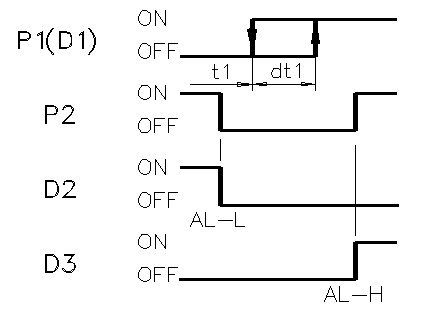 ON
P1(D1)
OFF
t1 dt1
ON
P2
OFF
ON
D2
OFF
AL-L
ON
D3
OFF
AL-H